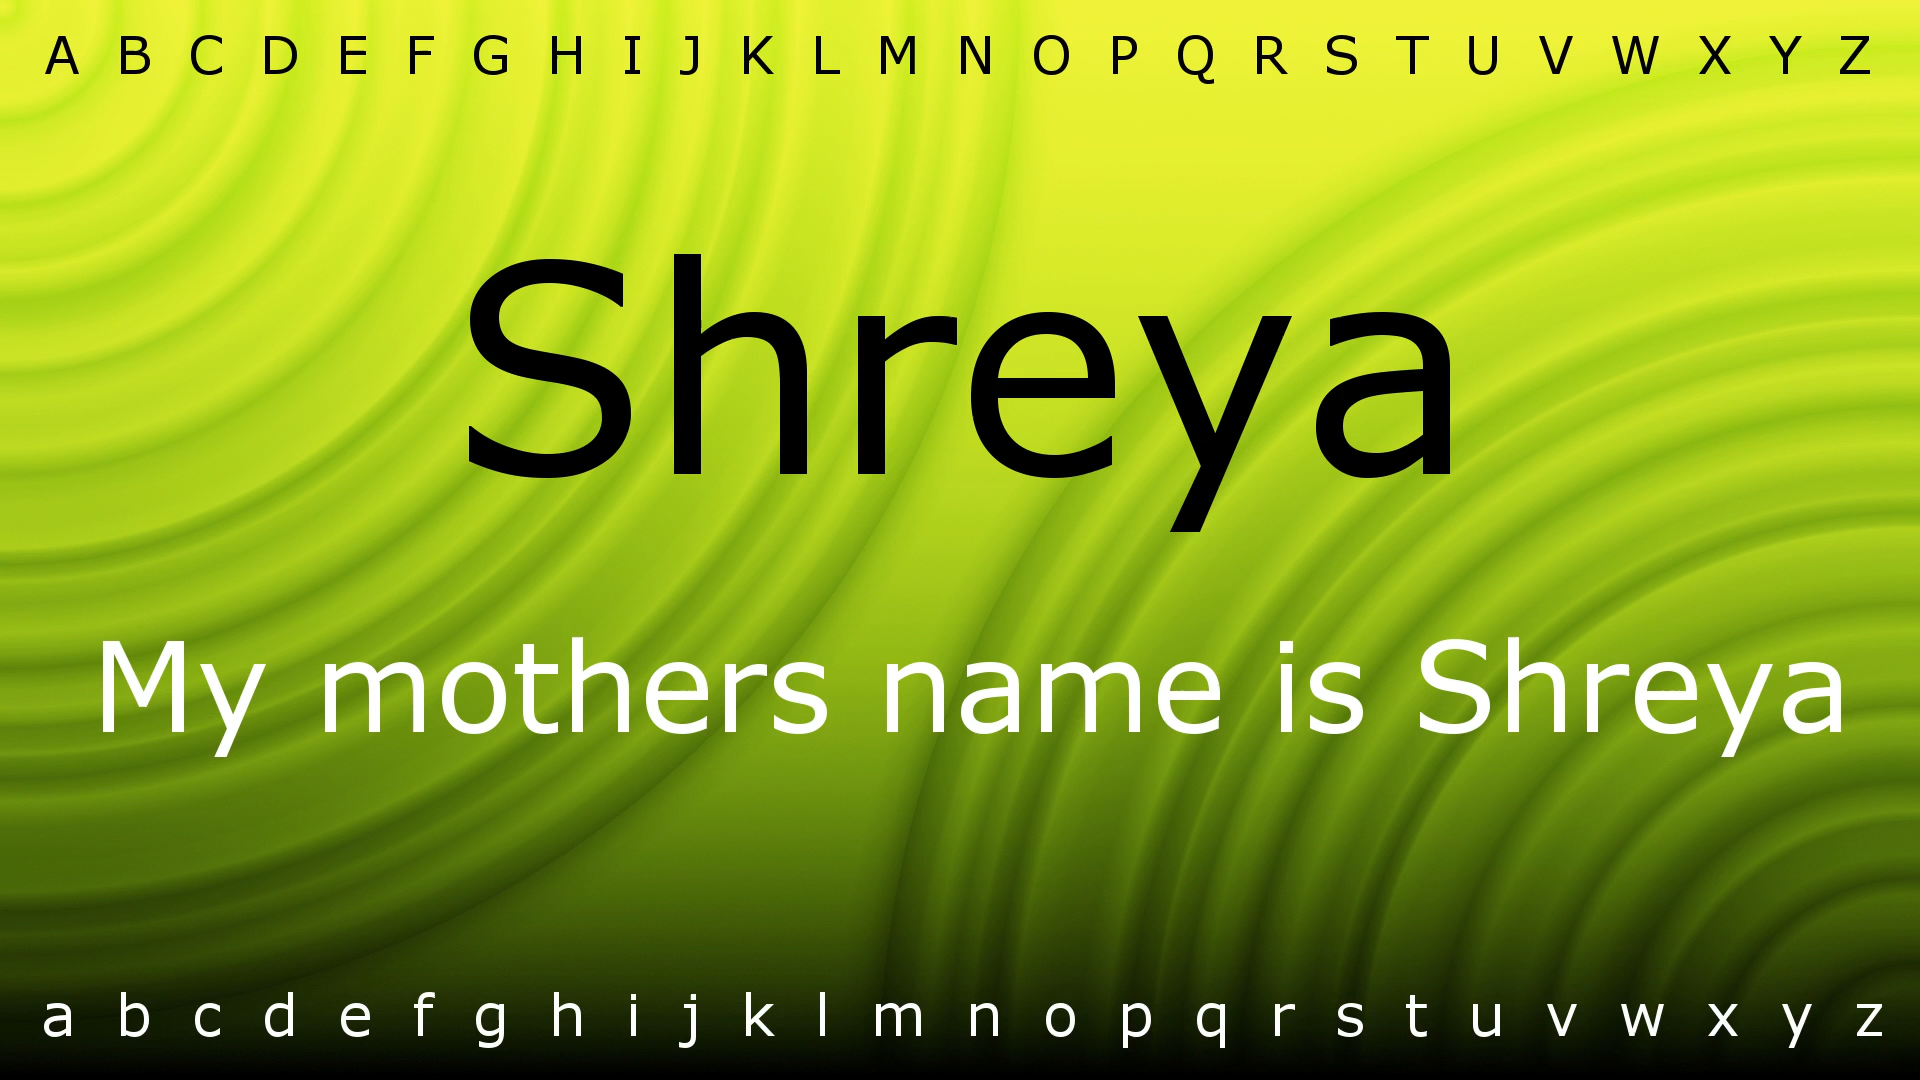 A B C D E F G H I J K L M N O P Q R S T U V W X Y Z
Shreya
My mothers name is Shreya
a b c d e f g h i j k l m n o p q r s t u v w x y z